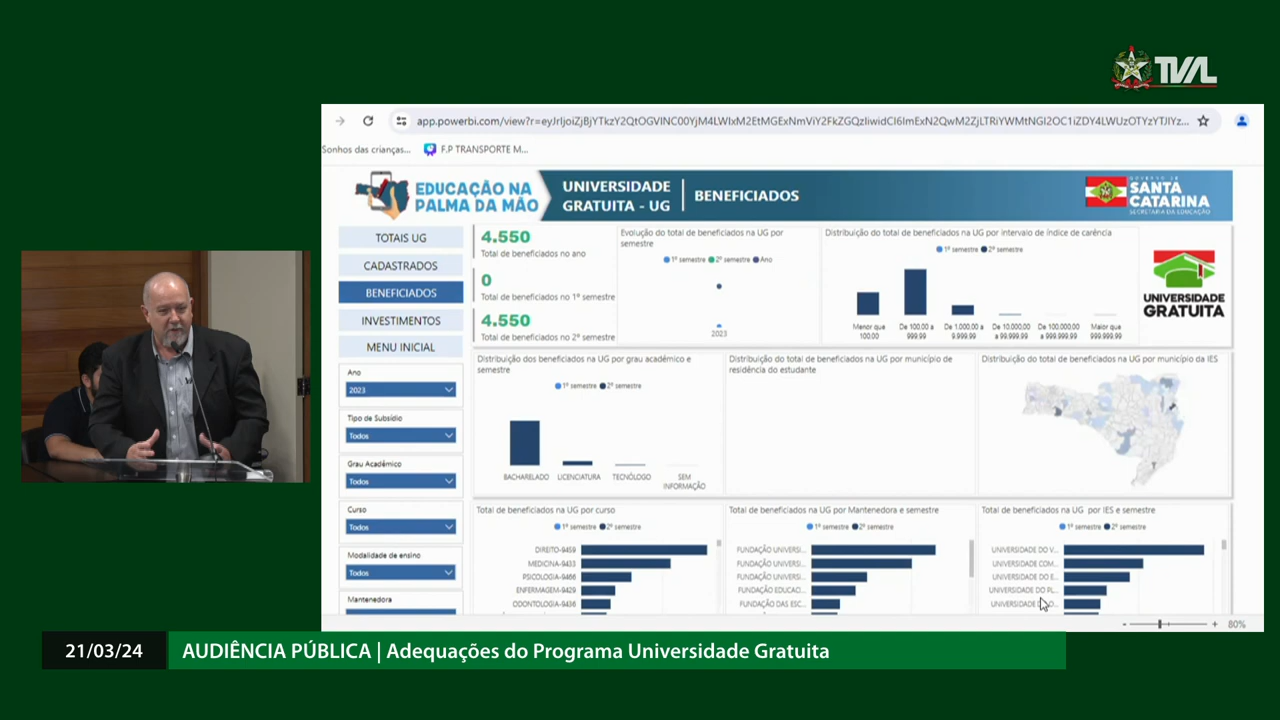 TVAL
app.powerbi.com/view?r=
Sonhos das crianças...
F.P TRANSPORTE M...
EDUCAÇÃO NA
PALMA DA MÃO
UNIVERSIDADE
GRATUITA - UG
BENEFICIADOS
GOVERNO DE
SANTA
CATARINA
SECRETARIA DA EDUCAÇÃO
TOTAIS UG
CADASTRADOS
BENEFICIADOS
INVESTIMENTOS
MENU INICIAL
Ano
2023
Tipo de Subsídio
Todos
Grau Acadêmico
Todos
Curso
Todos
Modalidade de ensino
Todos
Mantenedora
4.550
Total de beneficiados no ano
0
Total de beneficiados no 1º semestre
4.550
Total de beneficiados no 2º semestre
Evolução do total de beneficiados na UG por
semestre
1º semestre 2º semestre Ano
2023
Distribuição do total de beneficiados na UG por intervalo de índice de carência
1º semestre 2º semestre
Menor que
100,00
De 100,00 a
999,99
De 1.000,00 a
9.999,99
De 10.000,00
a 99.999,99
De 100.000,00
a 999.999,99
Maior que
999.999,99
UNIVERSIDADE
GRATUITA
Distribuição dos beneficiados na UG por grau acadêmico e
semestre
1º semestre 2º semestre
BACHARELADO
LICENCIATURA
TECNÓLOGO
SEM
INFORMAÇÃO
Distribuição do total de beneficiados na UG por município de
residência do estudante
Distribuição do total de beneficiados na UG por município da IES
Total de beneficiados na UG por curso
1º semestre 2º semestre
DIREITO-9459
MEDICINA-9433
PSICOLOGIA-9466
ENFERMAGEM-9429
ODONTOLOGIA-9436
Total de beneficiados na UG por Mantenedora e semestre
1º semestre 2º semestre
FUNDAÇÃO UNIVERSI...
FUNDAÇÃO UNIVERSI...
FUNDAÇÃO UNIVERSI...
FUNDAÇÃO EDUCACI...
FUNDAÇÃO DAS ESC...
Total de beneficiados na UG por IES e semestre
1º semestre 2º semestre
UNIVERSIDADE DO V...
UNIVERSIDADE COM...
UNIVERSIDADE DO E...
UNIVERSIDADE DO PL...
UNIVERSIDADE
- + 80%
21/03/24
AUDIÊNCIA PÚBLICA | Adequações do Programa Universidade Gratuita